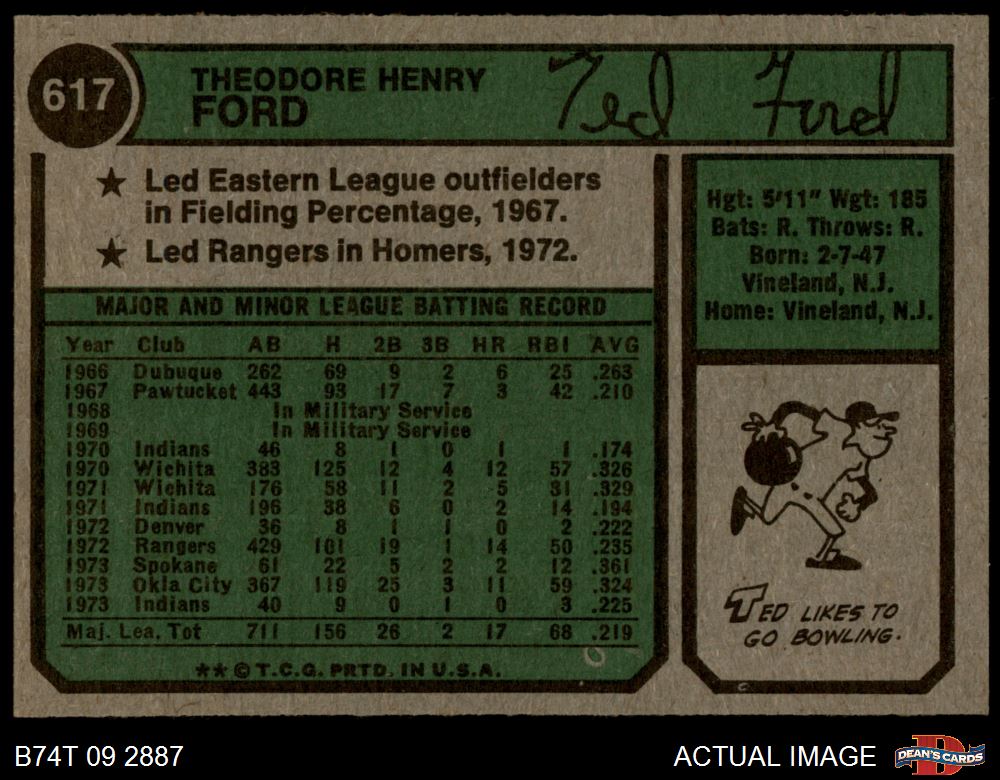 617
THEODORE HENRY
FORD
Ted Ford
★ Led Eastern League outfielders
in Fielding Percentage, 1967.
★ Led Rangers in Homers, 1972.
Hgt: 5'11" Wgt: 185
Bats: R. Throws: R.
Born: 2-7-47
Vineland, N.J.
Home: Vineland, N.J.
MAJOR AND MINOR LEAGUE BATTING RECORD
Year Club AB H 2B 3B HR RBI AVG
1966 Dubuque 262 69 9 2 6 25 .263
1967 Pawtucket 443 93 17 7 3 42 .210
1968 In Military Service
1969 In Military Service
1970 Indians 46 8 1 0 1 1 .174
1970 Wichita 383 125 12 4 12 57 .326
1971 Wichita 176 58 11 2 5 31 .329
1971 Indians 196 38 6 0 2 14 .194
1972 Denver 36 8 1 1 0 2 .222
1972 Rangers 429 101 19 1 14 50 .235
1973 Spokane 61 22 5 2 2 12 .361
1973 Okla City 367 119 25 3 11 59 .324
1973 Indians 40 9 0 1 0 3 .225
Maj. Lea. Tot 711 156 26 2 17 68 .219
**© T.C.G. PRTD. IN U.S.A.
TED LIKES TO
GO BOWLING.
B74T 09 2887
ACTUAL IMAGE
DEAN'S CARDS